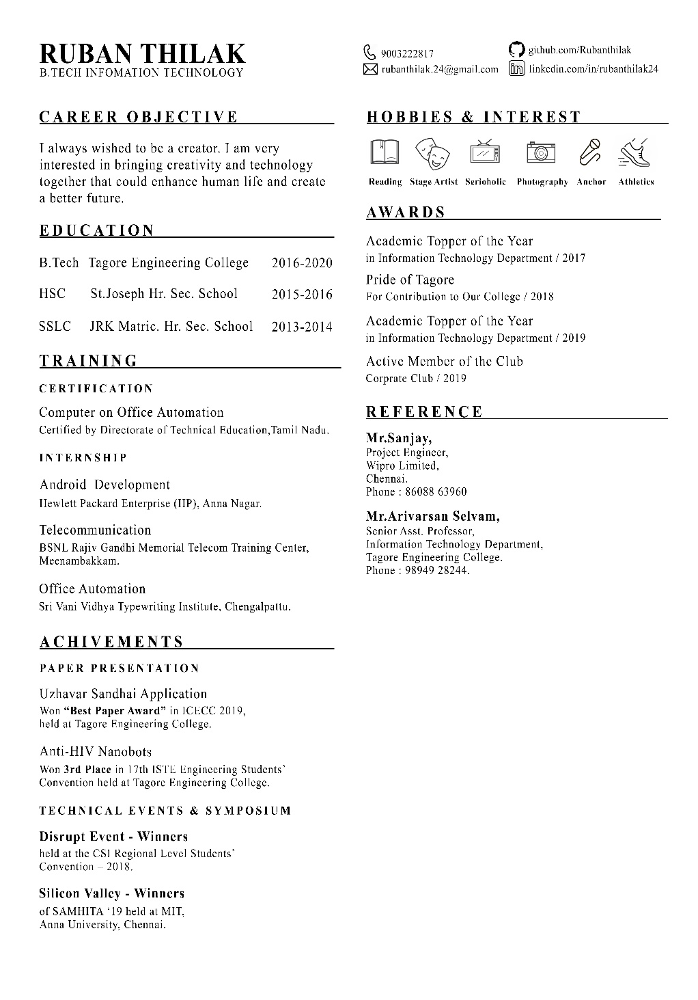 RUBAN THILAK
B.TECH INFOMATION TECHNOLOGY
9003222817
rubanthilak.24@gmail.com
github.com/Rubanthilak
linkedin.com/in/rubanthilak24
CAREER OBJECTIVE
I always wished to be a creator. I am very
interested in bringing creativity and technology
together that could enhance human life and create
a better future.
EDUCATION
B.Tech Tagore Engineering College 2016-2020
HSC St.Joseph Hr. Sec. School 2015-2016
SSLC JRK Matric. Hr. Sec. School 2013-2014
TRAINING
CERTIFICATION
Computer on Office Automation
Certified by Directorate of Technical Education,Tamil Nadu.
INTERNSHIP
Android Development
Hewlett Packard Enterprise (HP), Anna Nagar.
Telecommunication
BSNL Rajiv Gandhi Memorial Telecom Training Center,
Meenambakkam.
Office Automation
Sri Vani Vidhya Typewriting Institute, Chengalpattu.
ACHIVEMENTS
PAPER PRESENTATION
Uzhavar Sandhai Application
Won “Best Paper Award” in ICECC 2019,
held at Tagore Engineering College.
Anti-HIV Nanobots
Won 3rd Place in 17th ISTE Engineering Students’
Convention held at Tagore Engineering College.
TECHNICAL EVENTS & SYMPOSIUM
Disrupt Event - Winners
held at the CSI Regional Level Students’
Convention – 2018.
Silicon Valley - Winners
of SAMHITA ‘19 held at MIT,
Anna University, Chennai.
HOBBIES & INTEREST
Reading Stage Artist Serioholic Photography Anchor Athletics
AWARDS
Academic Topper of the Year
in Information Technology Department / 2017
Pride of Tagore
For Contribution to Our College / 2018
Academic Topper of the Year
in Information Technology Department / 2019
Active Member of the Club
Corprate Club / 2019
REFERENCE
Mr.Sanjay,
Project Engineer,
Wipro Limited,
Chennai.
Phone : 86088 63960
Mr.Arivarsan Selvam,
Senior Asst. Professor,
Information Technology Department,
Tagore Engineering College.
Phone : 98949 28244.